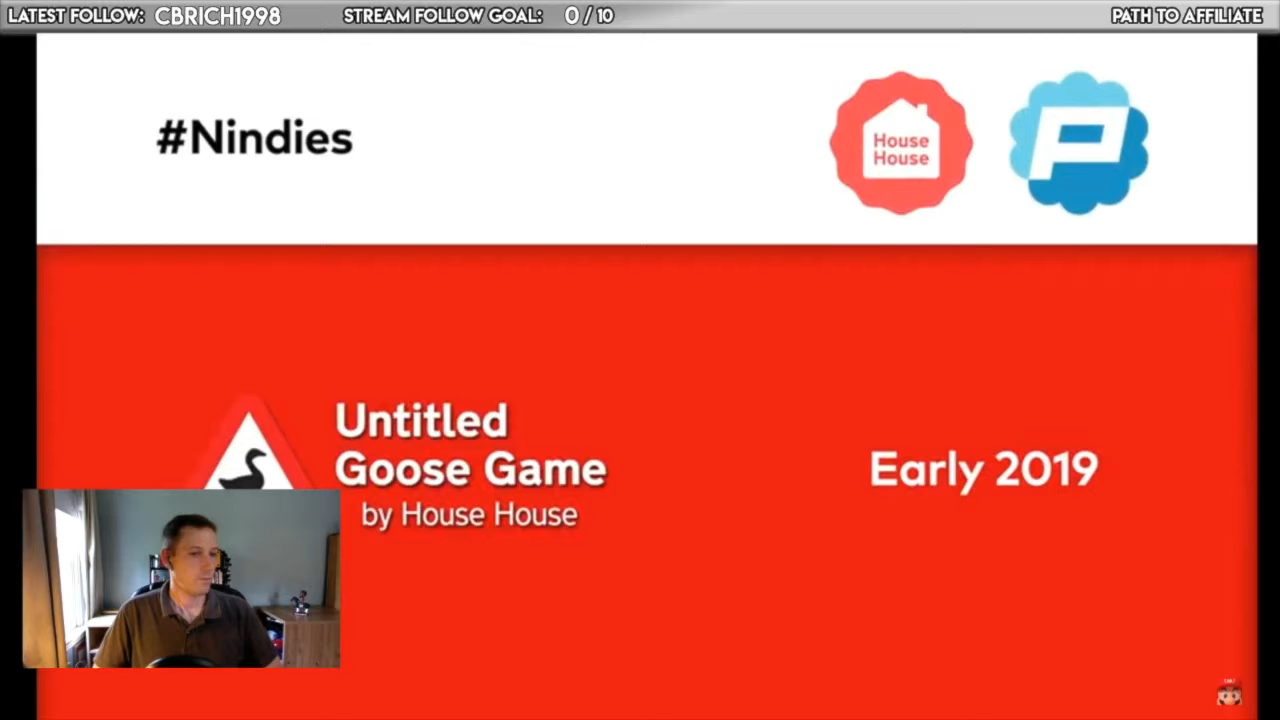 LATEST FOLLOW: CBRICH1998 STREAM FOLLOW GOAL: 0 / 10 PATH TO AFFILIATE
#Nindies
House
House
P
Untitled
Goose Game
by House House
Early 2019